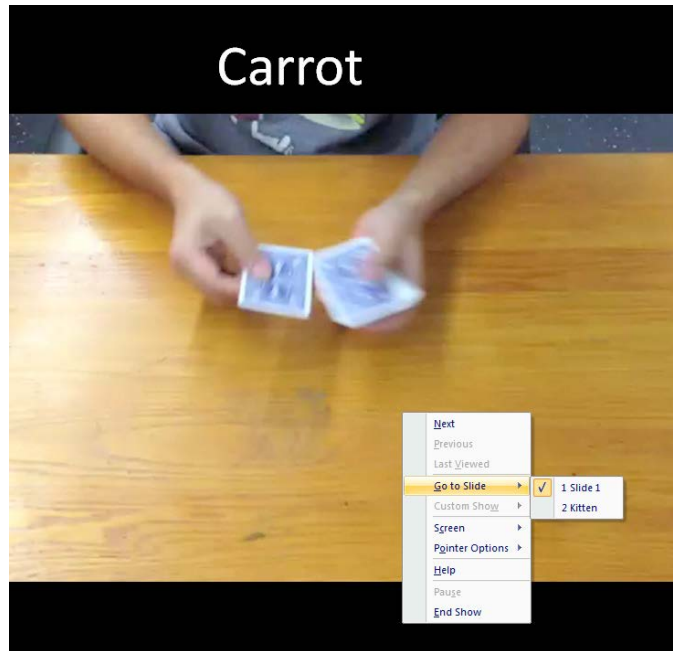 Carrot
Next
Previous
Last Viewed
Go to Slide
1 Slide 1
2 Kitten
Custom Show
Screen
Pointer Options
Help
Pause
End Show